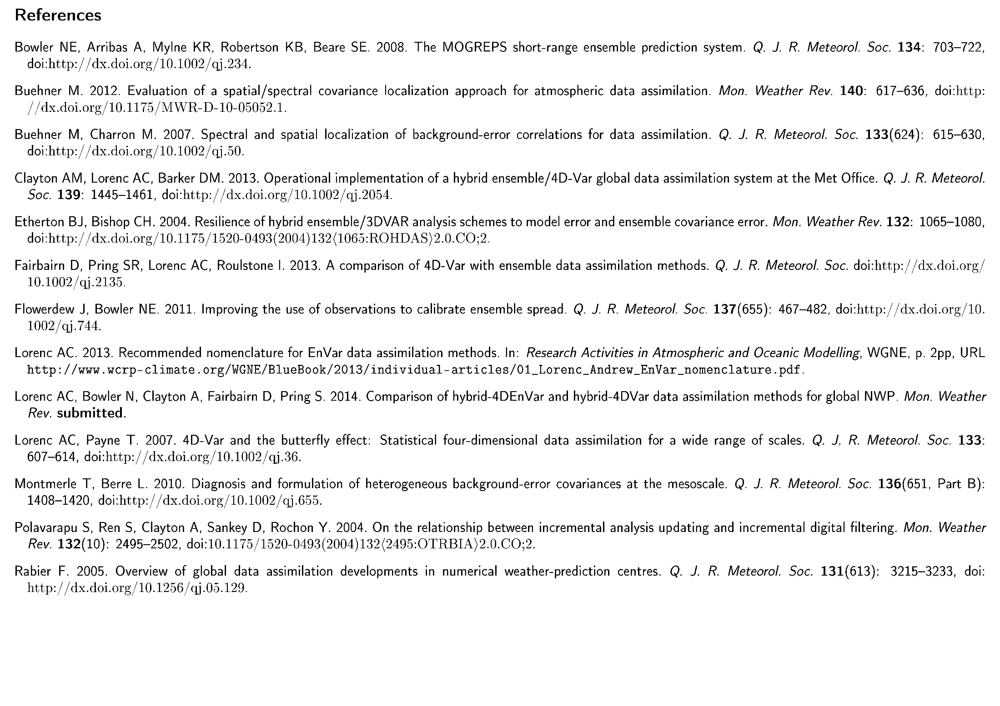 References
Bowler NE, Arribas A, Mylne KR, Robertson KB, Beare SE. 2008. The MOGREPS short-range ensemble prediction system. Q. J. R. Meteorol. Soc. 134: 703–722,
doi:http://dx.doi.org/10.1002/qj.234.
Buehner M. 2012. Evaluation of a spatial/spectral covariance localization approach for atmospheric data assimilation. Mon. Weather Rev. 140: 617–636, doi:http:
//dx.doi.org/10.1175/MWR-D-10-05052.1.
Buehner M, Charron M. 2007. Spectral and spatial localization of background-error correlations for data assimilation. Q. J. R. Meteorol. Soc. 133(624): 615–630,
doi:http://dx.doi.org/10.1002/qj.50.
Clayton AM, Lorenc AC, Barker DM. 2013. Operational implementation of a hybrid ensemble/4D-Var global data assimilation system at the Met Office. Q. J. R. Meteorol.
Soc. 139: 1445–1461, doi:http://dx.doi.org/10.1002/qj.2054.
Etherton BJ, Bishop CH. 2004. Resilience of hybrid ensemble/3DVAR analysis schemes to model error and ensemble covariance error. Mon. Weather Rev. 132: 1065–1080,
doi:http://dx.doi.org/10.1175/1520-0493(2004)132⟨1065:ROHDAS⟩2.0.CO;2.
Fairbairn D, Pring SR, Lorenc AC, Roulstone I. 2013. A comparison of 4D-Var with ensemble data assimilation methods. Q. J. R. Meteorol. Soc. doi:http://dx.doi.org/
10.1002/qj.2135.
Flowerdew J, Bowler NE. 2011. Improving the use of observations to calibrate ensemble spread. Q. J. R. Meteorol. Soc. 137(655): 467–482, doi:http://dx.doi.org/10.
1002/qj.744.
Lorenc AC. 2013. Recommended nomenclature for EnVar data assimilation methods. In: Research Activities in Atmospheric and Oceanic Modelling, WGNE, p. 2pp, URL
http://www.wcrp-climate.org/WGNE/BlueBook/2013/individual-articles/01_Lorenc_Andrew_EnVar_nomenclature.pdf.
Lorenc AC, Bowler N, Clayton A, Fairbairn D, Pring S. 2014. Comparison of hybrid-4DEnVar and hybrid-4DVar data assimilation methods for global NWP. Mon. Weather
Rev. submitted.
Lorenc AC, Payne T. 2007. 4D-Var and the butterfly effect: Statistical four-dimensional data assimilation for a wide range of scales. Q. J. R. Meteorol. Soc. 133:
607–614, doi:http://dx.doi.org/10.1002/qj.36.
Montmerle T, Berre L. 2010. Diagnosis and formulation of heterogeneous background-error covariances at the mesoscale. Q. J. R. Meteorol. Soc. 136(651, Part B):
1408–1420, doi:http://dx.doi.org/10.1002/qj.655.
Polavarapu S, Ren S, Clayton A, Sankey D, Rochon Y. 2004. On the relationship between incremental analysis updating and incremental digital filtering. Mon. Weather
Rev. 132(10): 2495–2502, doi:10.1175/1520-0493(2004)132⟨2495:OTRBIA⟩2.0.CO;2.
Rabier F. 2005. Overview of global data assimilation developments in numerical weather-prediction centres. Q. J. R. Meteorol. Soc. 131(613): 3215–3233, doi:
http://dx.doi.org/10.1256/qj.05.129.